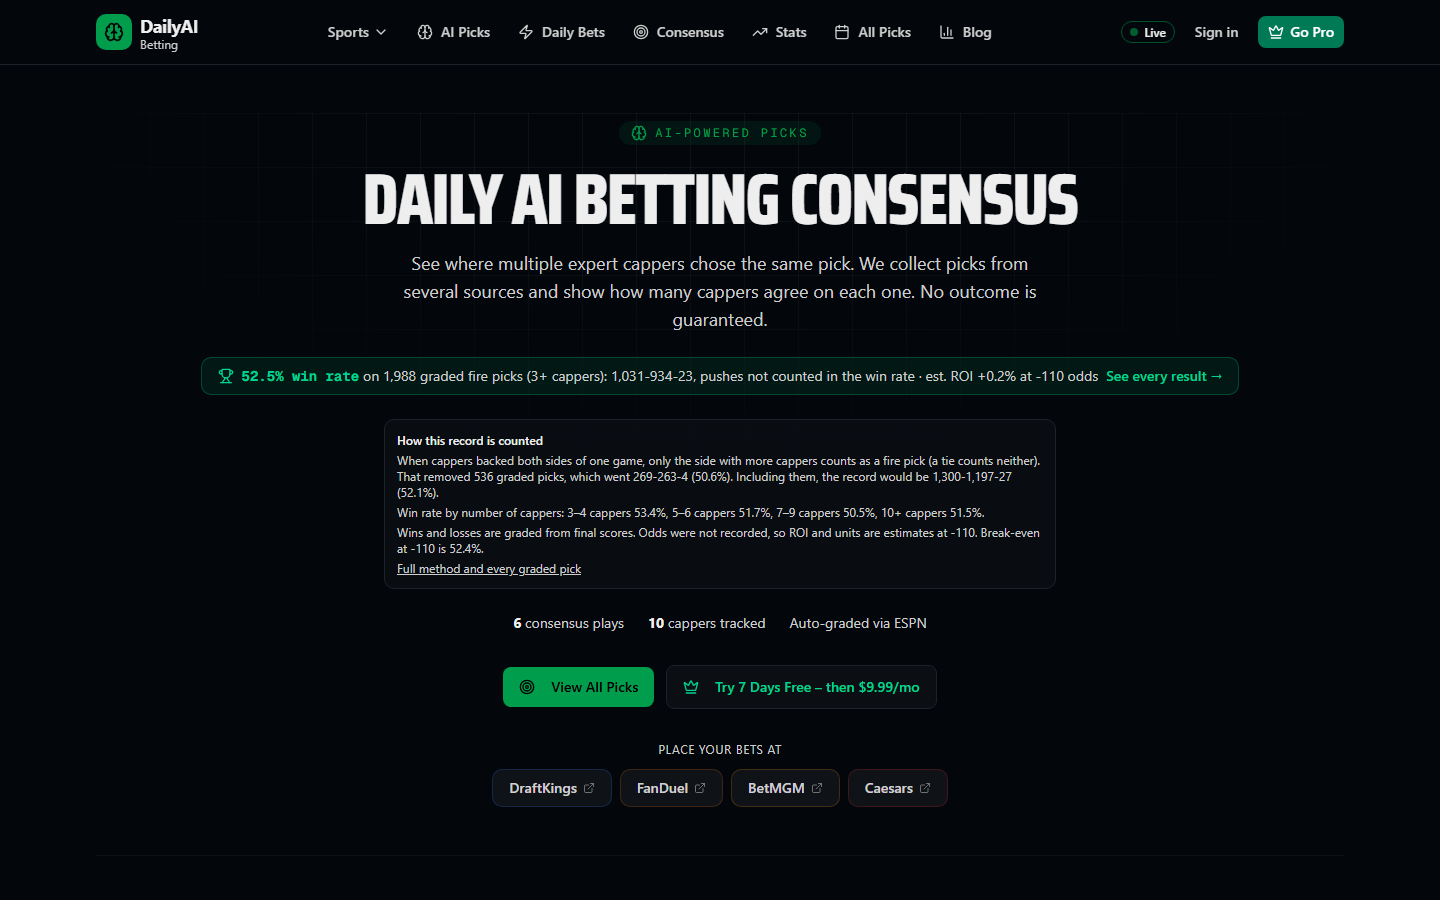 DailyAI
Betting
Sports
AI Picks
Daily Bets
Consensus
Stats
All Picks
Blog
Live
Sign in
Go Pro
AI-POWERED PICKS
DAILY AI BETTING CONSENSUS
See where multiple expert cappers chose the same pick. We collect picks from
several sources and show how many cappers agree on each one. No outcome is
guaranteed.
52.5% win rate on 1,988 graded fire picks (3+ cappers): 1,031-934-23, pushes not counted in the win rate · est. ROI +0.2% at -110 odds See every result →
How this record is counted
When cappers backed both sides of one game, only the side with more cappers counts as a fire pick (a tie counts neither).
That removed 536 graded picks, which went 269-263-4 (50.6%). Including them, the record would be 1,300-1,197-27
(52.1%).
Win rate by number of cappers: 3–4 cappers 53.4%, 5–6 cappers 51.7%, 7–9 cappers 50.5%, 10+ cappers 51.5%.
Wins and losses are graded from final scores. Odds were not recorded, so ROI and units are estimates at -110. Break-even
at -110 is 52.4%.
Full method and every graded pick
6 consensus plays
10 cappers tracked
Auto-graded via ESPN
View All Picks
Try 7 Days Free – then $9.99/mo
PLACE YOUR BETS AT
DraftKings
FanDuel
BetMGM
Caesars